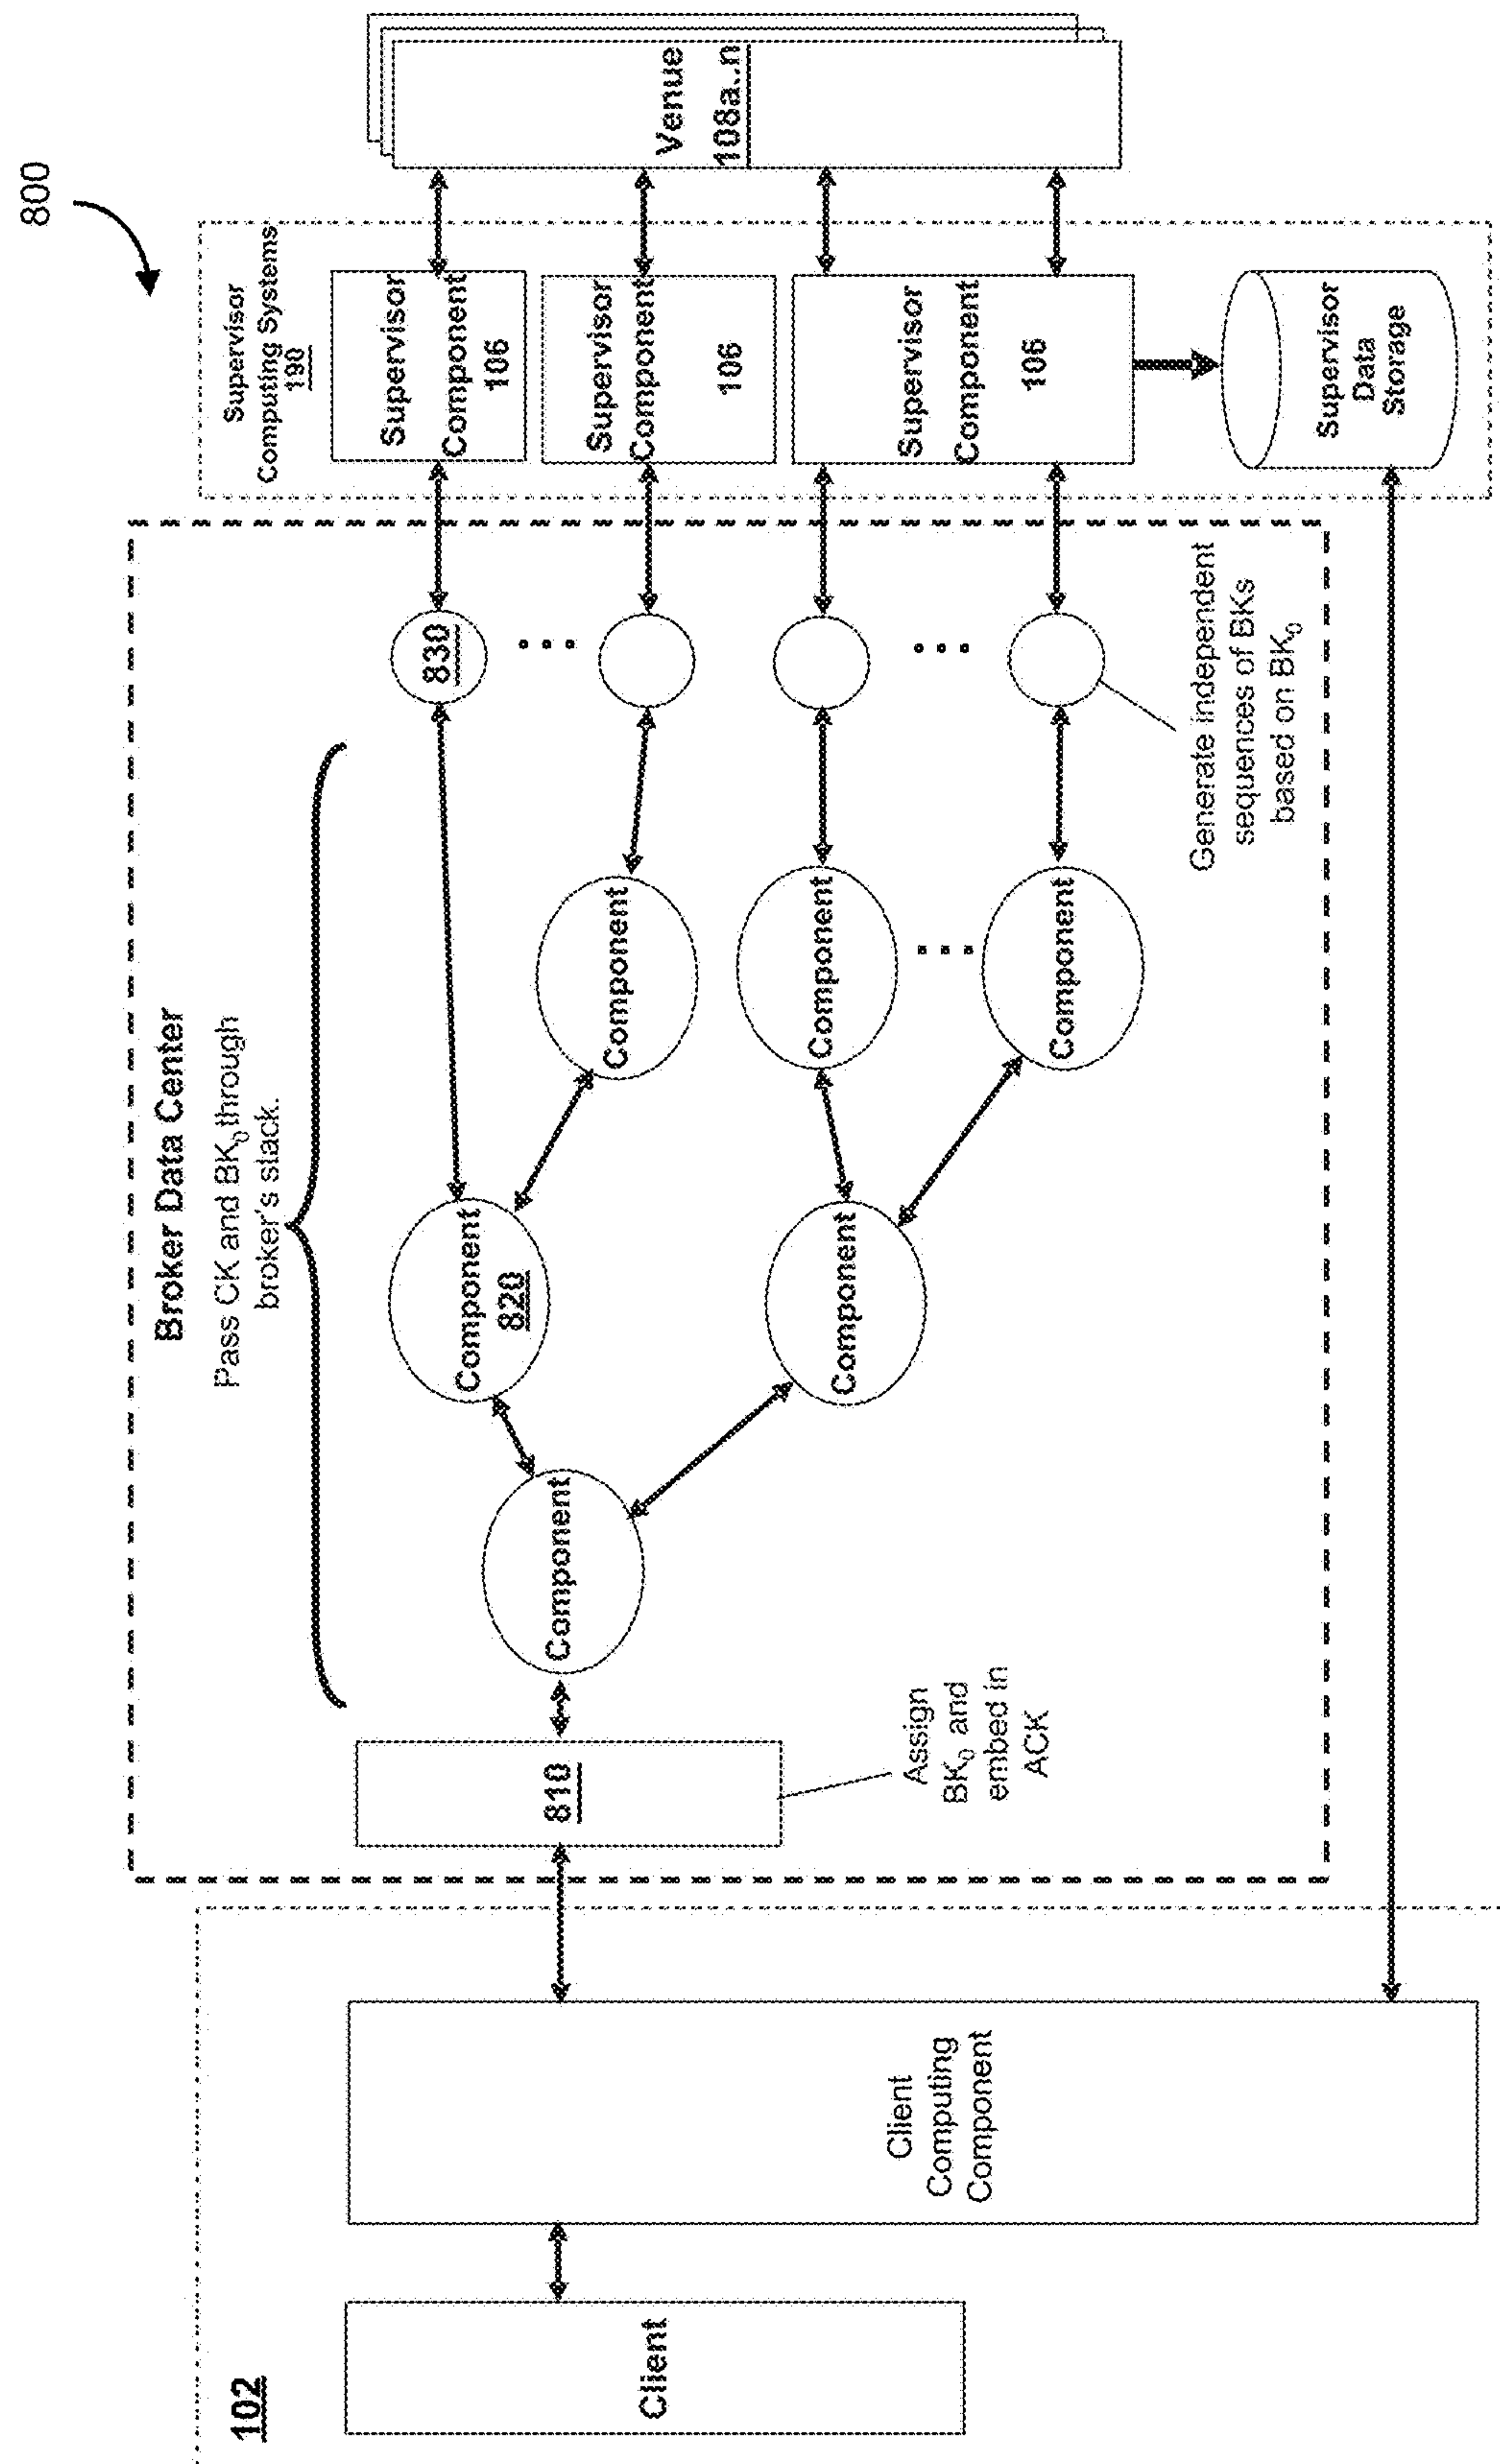 800
102
Client
Client
Computing
Component
Broker Data Center
Pass CK and BK₀ through
broker's stack.
810
Assign
BK₀ and
embed in
ACK
Component
Component
820
Component
Component
Component
Component
830
Generate independent
sequences of BKs
based on BK₀
Supervisor
Computing Systems
190
Supervisor
Component
106
Supervisor
Component
106
Supervisor
Component
106
Supervisor
Data
Storage
Venue
108a..n